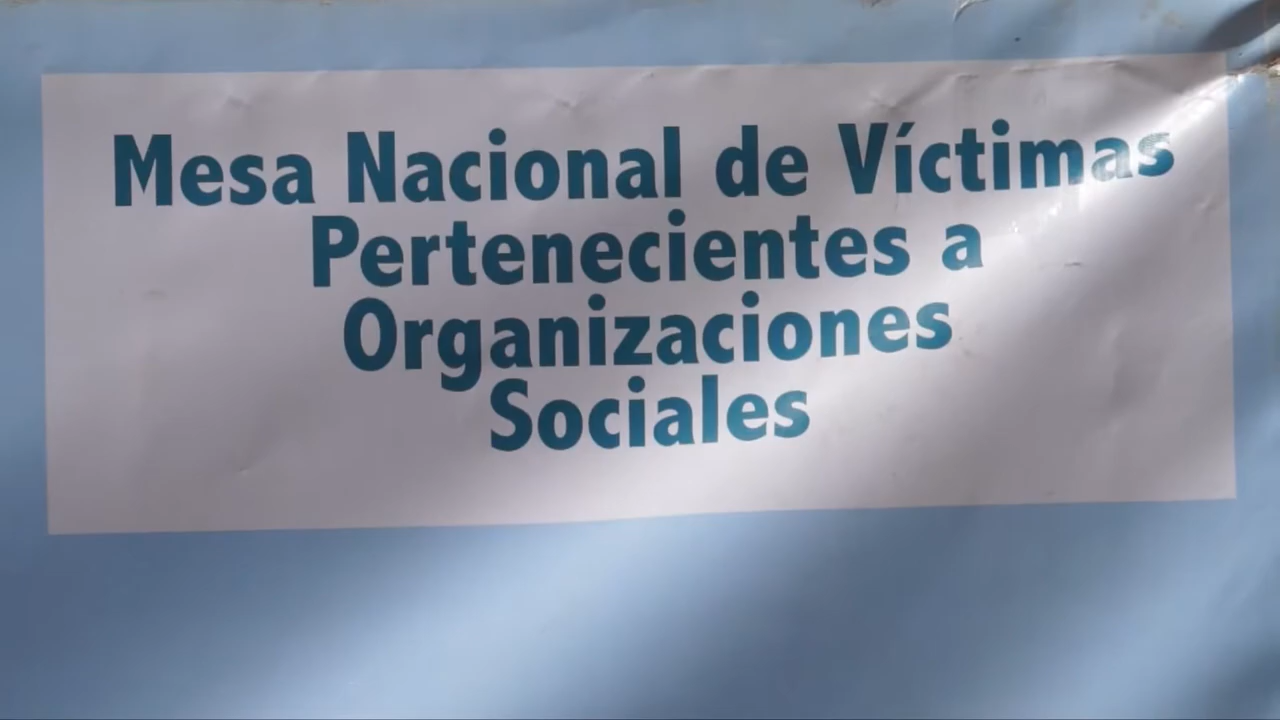 Mesa Nacional de Víctimas
Pertenecientes a
Organizaciones
Sociales